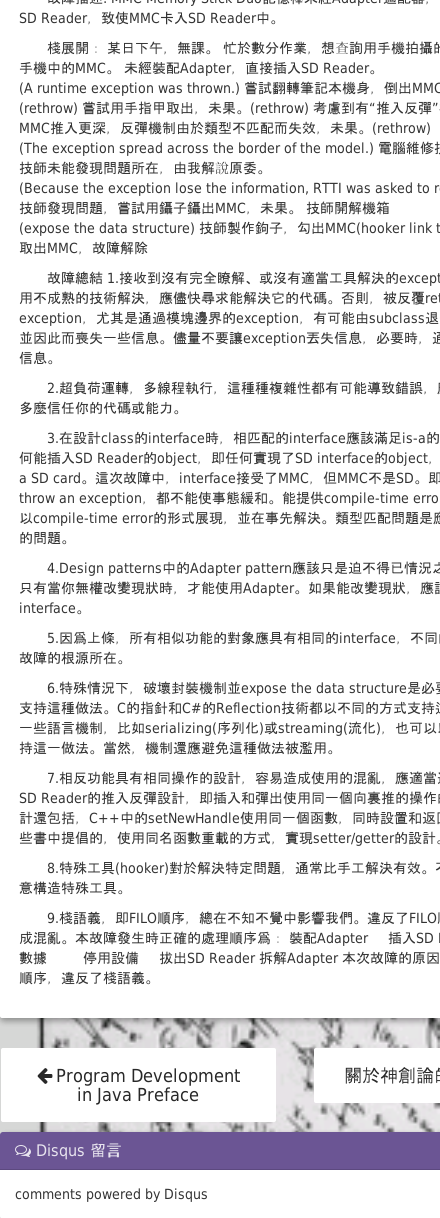 SD Reader，致使MMC卡入SD Reader中。
棧展開﹕ 某日下午，無課。 忙於數分作業，想查詢用手機拍攝的
手機中的MMC。 未經裝配Adapter，直接插入SD Reader。
(A runtime exception was thrown.) 嘗試翻轉筆記本機身，倒出MMC
(rethrow) 嘗試用手指甲取出，未果。(rethrow) 考慮到有“推入反彈”
MMC推入更深，反彈機制由於類型不匹配而失效，未果。(rethrow)
(The exception spread across the border of the model.) 電腦維修
技師未能發現問題所在，由我解說原委。
(Because the exception lose the information, RTTI was asked to
技師發現問題，嘗試用鑷子鑷出MMC，未果。 技師開解機箱
(expose the data structure) 技師製作鉤子，勾出MMC(hooker link
取出MMC，故障解除
故障總結 1.接收到沒有完全瞭解、或沒有適當工具解決的except
用不成熟的技術解決，應儘快尋求能解決它的代碼。否則，被反覆ret
exception，尤其是通過模塊邊界的exception，有可能由subclass退
並因此而喪失一些信息。儘量不要讓exception丟失信息，必要時，
信息。
2.超負荷運轉，多線程執行，這種種複雜性都有可能導致錯誤，
多麼信任你的代碼或能力。
3.在設計class的interface時，相匹配的interface應該滿足is-a的
何能插入SD Reader的object，即任何實現了SD interface的object，
a SD card。這次故障中，interface接受了MMC，但MMC不是SD。即
throw an exception，都不能使事態緩和。能提供compile-time erro
以compile-time error的形式展現，並在事先解決。類型匹配問題是
的問題。
4.Design patterns中的Adapter pattern應該只是迫不得已情況之
只有當你無權改變現狀時，才能使用Adapter。如果能改變現狀，應
interface。
5.因爲上條，所有相似功能的對象應具有相同的interface，不同
故障的根源所在。
6.特殊情況下，破壞封裝機制並expose the data structure是必
支持這種做法。C的指針和C#的Reflection技術都以不同的方式支持
一些語言機制，比如serializing(序列化)或streaming(流化)，也可以
持這一做法。當然，機制還應避免這種做法被濫用。
7.相反功能具有相同操作的設計，容易造成使用的混亂，應適當
SD Reader的推入反彈設計，即插入和彈出使用同一個向裏推的操作
計還包括，C++中的setNewHandle使用同一個函數，同時設置和返
些書中提倡的，使用同名函數重載的方式，實現setter/getter的設計。
8.特殊工具(hooker)對於解決特定問題，通常比手工解決有效。
意構造特殊工具。
9.棧語義，即FILO順序，總在不知不覺中影響我們。違反了FILO
成混亂。本故障發生時正確的處理順序爲﹕ 裝配Adapter 插入SD
數據 停用設備 拔出SD Reader 拆解Adapter 本次故障的原因
順序，違反了棧語義。
Program Development
in Java Preface
關於神創論的
Disqus 留言
comments powered by Disqus